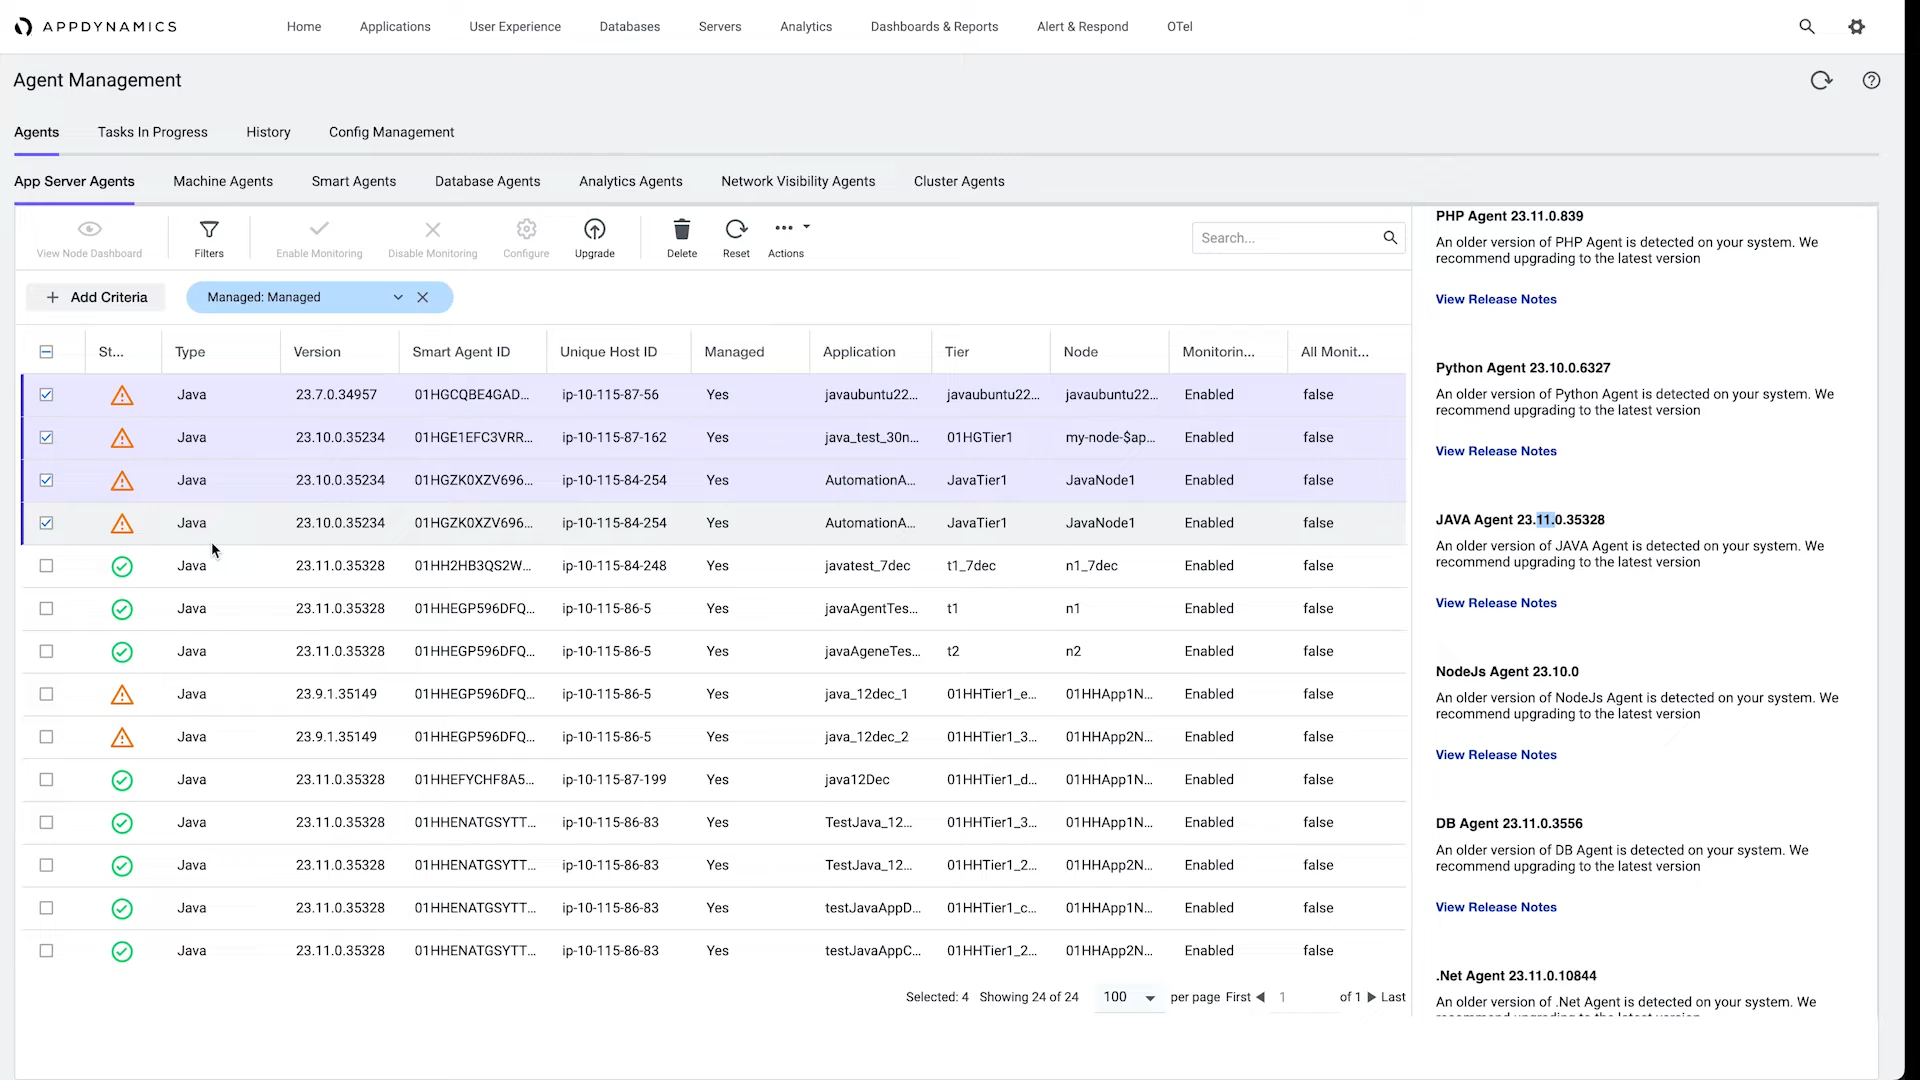 APPDYNAMICS
Home Applications User Experience Databases Servers Analytics Dashboards & Reports Alert & Respond OTel
Agent Management
Agents Tasks In Progress History Config Management
App Server Agents Machine Agents Smart Agents Database Agents Analytics Agents Network Visibility Agents Cluster Agents
View Node Dashboard Filters Enable Monitoring Disable Monitoring Configure Upgrade Delete Reset Actions Search...
+ Add Criteria Managed: Managed
St... Type Version Smart Agent ID Unique Host ID Managed Application Tier Node Monitorin... All Monit...
Java 23.7.0.34957 01HGCQBE4GAD... ip-10-115-87-56 Yes javaubuntu22... javaubuntu22... javaubuntu22... Enabled false
Java 23.10.0.35234 01HGE1EFC3VRR... ip-10-115-87-162 Yes java_test_30n... 01HGTier1 my-node-$ap... Enabled false
Java 23.10.0.35234 01HGZK0XZV696... ip-10-115-84-254 Yes AutomationA... JavaTier1 JavaNode1 Enabled false
Java 23.10.0.35234 01HGZK0XZV696... ip-10-115-84-254 Yes AutomationA... JavaTier1 JavaNode1 Enabled false
Java 23.11.0.35328 01HH2HB3QS2W... ip-10-115-84-248 Yes javatest_7dec t1_7dec n1_7dec Enabled false
Java 23.11.0.35328 01HHEGP596DFQ... ip-10-115-86-5 Yes javaAgentTes... t1 n1 Enabled false
Java 23.11.0.35328 01HHEGP596DFQ... ip-10-115-86-5 Yes javaAgeneTes... t2 n2 Enabled false
Java 23.9.1.35149 01HHEGP596DFQ... ip-10-115-86-5 Yes java_12dec_1 01HHTier1_e... 01HHApp1N... Enabled false
Java 23.9.1.35149 01HHEGP596DFQ... ip-10-115-86-5 Yes java_12dec_2 01HHTier1_3... 01HHApp2N... Enabled false
Java 23.11.0.35328 01HHEFYCHF8A5... ip-10-115-87-199 Yes java12Dec 01HHTier1_d... 01HHApp1N... Enabled false
Java 23.11.0.35328 01HHENATGSYTT... ip-10-115-86-83 Yes TestJava_12... 01HHTier1_3... 01HHApp1N... Enabled false
Java 23.11.0.35328 01HHENATGSYTT... ip-10-115-86-83 Yes TestJava_12... 01HHTier1_2... 01HHApp2N... Enabled false
Java 23.11.0.35328 01HHENATGSYTT... ip-10-115-86-83 Yes testJavaAppD... 01HHTier1_c... 01HHApp1N... Enabled false
Java 23.11.0.35328 01HHENATGSYTT... ip-10-115-86-83 Yes testJavaAppC... 01HHTier1_2... 01HHApp2N... Enabled false
Selected: 4 Showing 24 of 24 100 per page First 1 of 1 Last
PHP Agent 23.11.0.839
An older version of PHP Agent is detected on your system. We
recommend upgrading to the latest version
View Release Notes
Python Agent 23.10.0.6327
An older version of Python Agent is detected on your system. We
recommend upgrading to the latest version
View Release Notes
JAVA Agent 23.11.0.35328
An older version of JAVA Agent is detected on your system. We
recommend upgrading to the latest version
View Release Notes
NodeJs Agent 23.10.0
An older version of NodeJs Agent is detected on your system. We
recommend upgrading to the latest version
View Release Notes
DB Agent 23.11.0.3556
An older version of DB Agent is detected on your system. We
recommend upgrading to the latest version
View Release Notes
.Net Agent 23.11.0.10844
An older version of .Net Agent is detected on your system. We